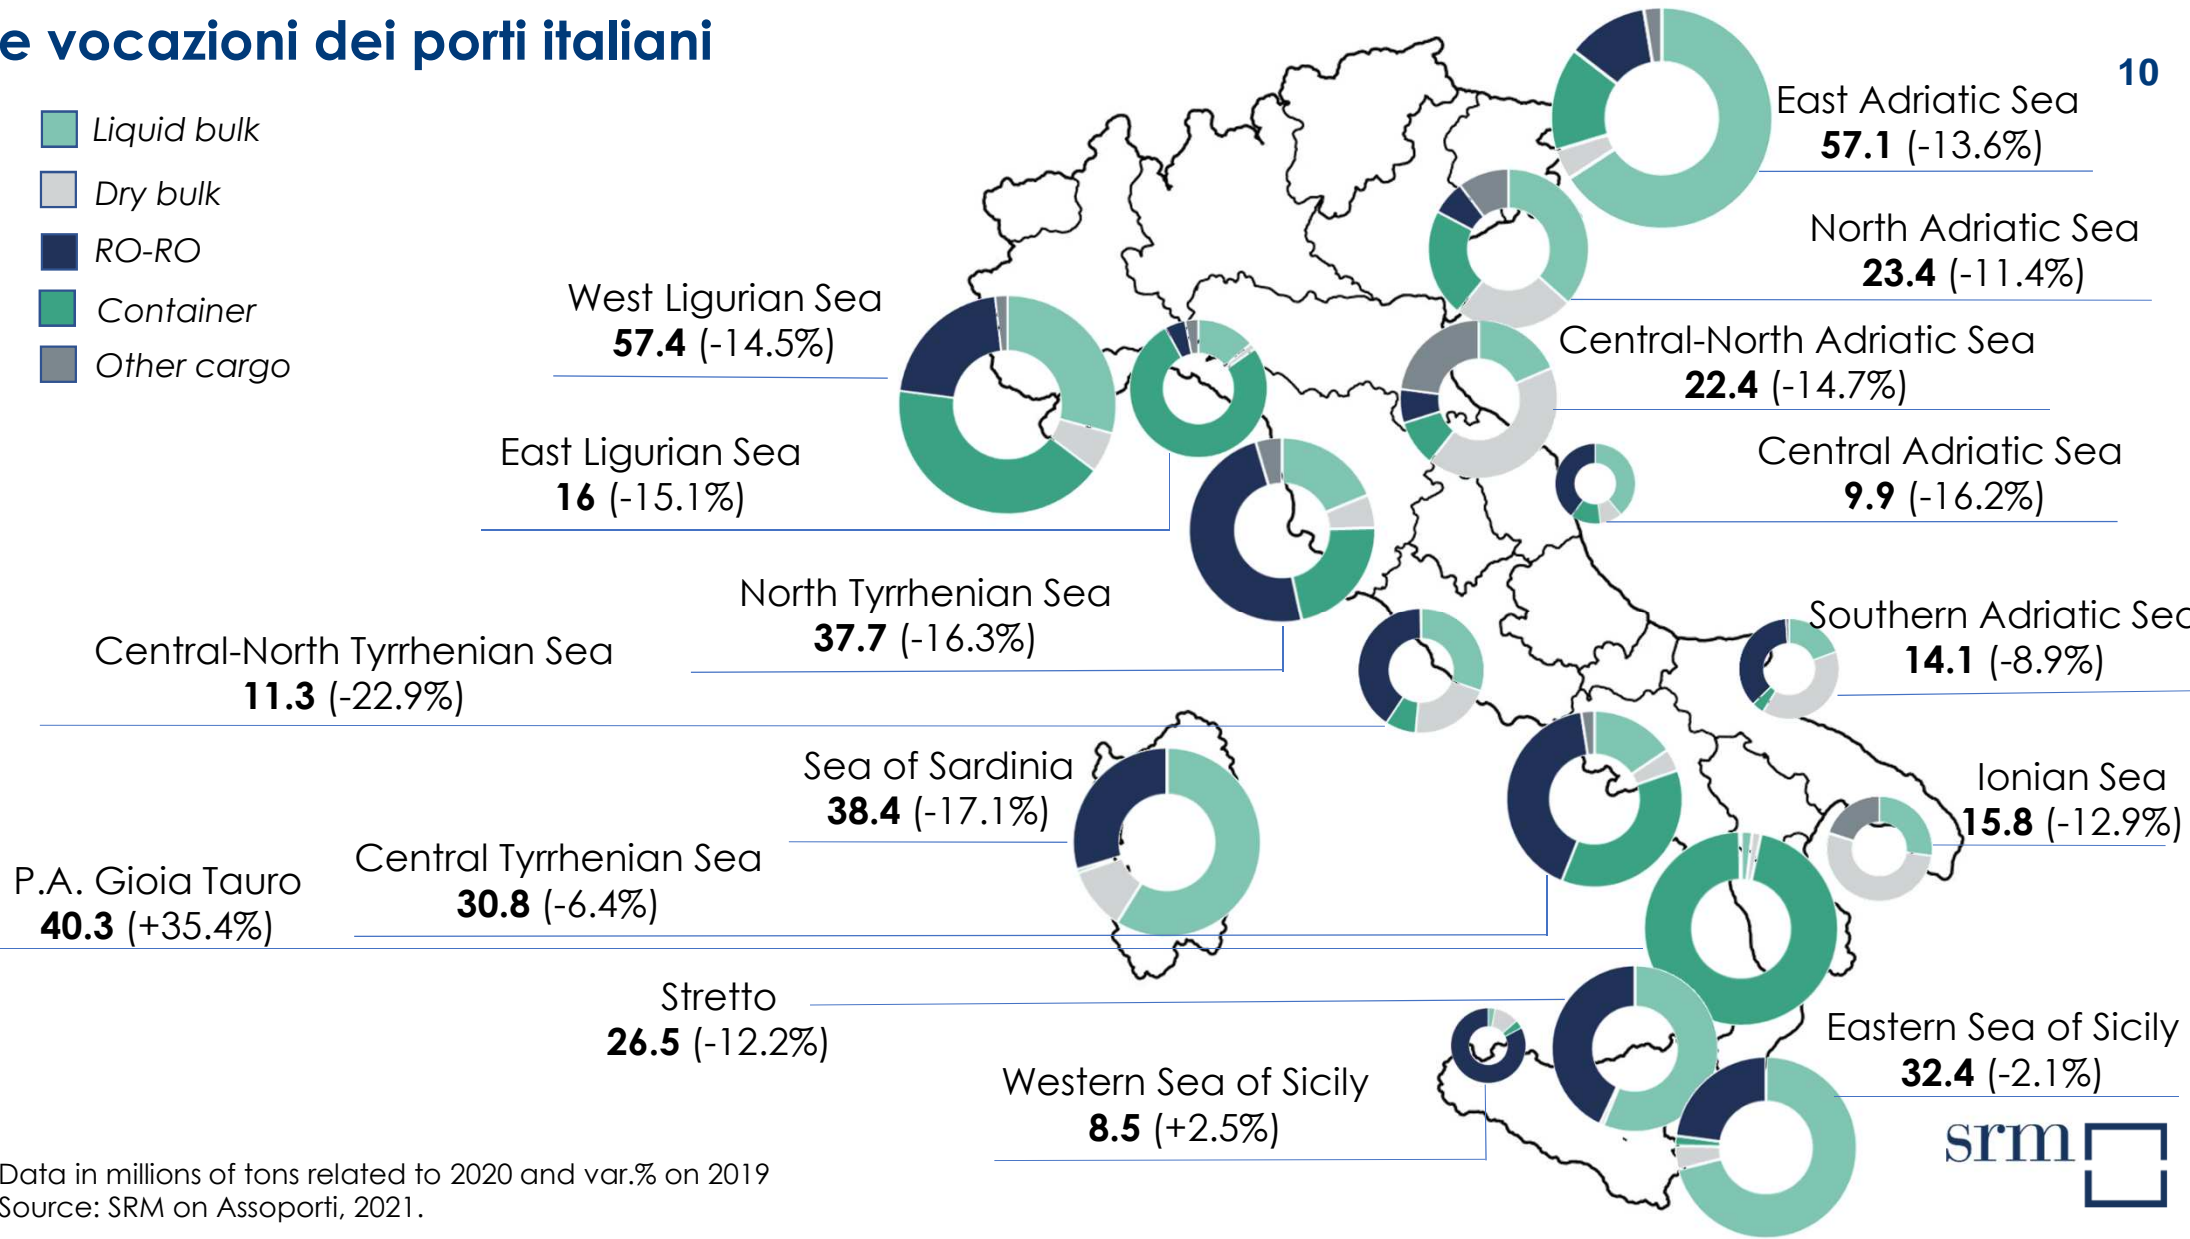 e vocazioni dei porti italiani
10
Liquid bulk
Dry bulk
RO-RO
Container
Other cargo
East Adriatic Sea
57.1 (-13.6%)
North Adriatic Sea
23.4 (-11.4%)
West Ligurian Sea
57.4 (-14.5%)
Central-North Adriatic Sea
22.4 (-14.7%)
East Ligurian Sea
16 (-15.1%)
Central Adriatic Sea
9.9 (-16.2%)
North Tyrrhenian Sea
37.7 (-16.3%)
Southern Adriatic Sea
14.1 (-8.9%)
Central-North Tyrrhenian Sea
11.3 (-22.9%)
Sea of Sardinia
38.4 (-17.1%)
Ionian Sea
15.8 (-12.9%)
Central Tyrrhenian Sea
30.8 (-6.4%)
P.A. Gioia Tauro
40.3 (+35.4%)
Stretto
26.5 (-12.2%)
Eastern Sea of Sicily
32.4 (-2.1%)
Western Sea of Sicily
8.5 (+2.5%)
srm
Data in millions of tons related to 2020 and var.% on 2019
Source: SRM on Assoporti, 2021.